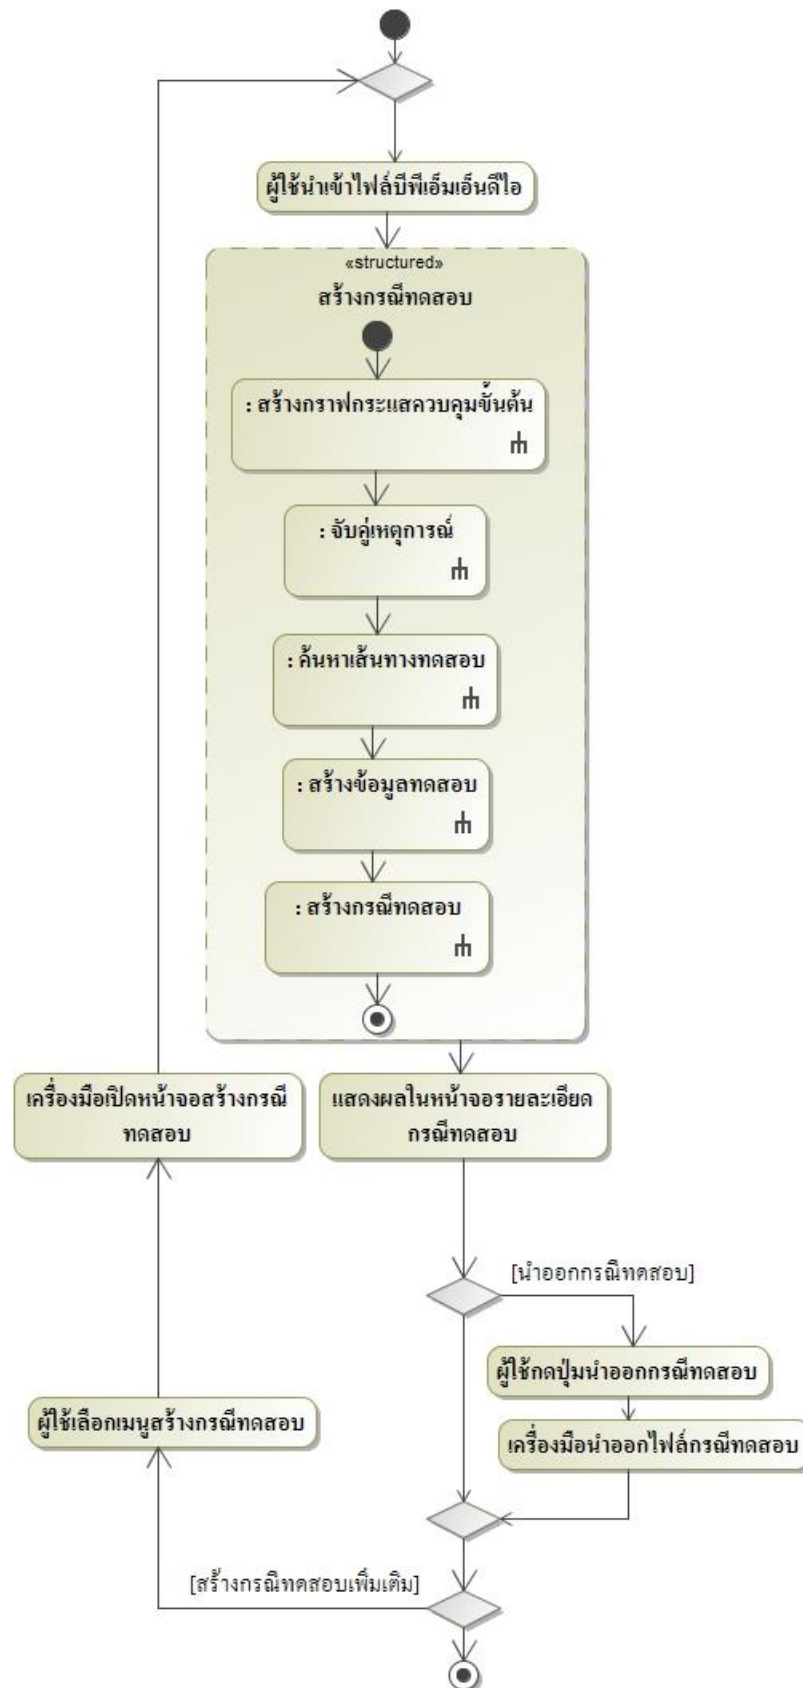 ผู้ใช้นำเข้าไฟล์บีพีเอ็มเอ็นดีไอ
«structured»
สร้างกรณีทดสอบ
: สร้างกราฟกระแสควบคุมขั้นต้น
: จับคู่เหตุการณ์
: ค้นหาเส้นทางทดสอบ
: สร้างข้อมูลทดสอบ
: สร้างกรณีทดสอบ
เครื่องมือเปิดหน้าจอสร้างกรณี
ทดสอบ
แสดงผลในหน้าจอรายละเอียด
กรณีทดสอบ
[นำออกกรณีทดสอบ]
ผู้ใช้กดปุ่มนำออกกรณีทดสอบ
ผู้ใช้เลือกเมนูสร้างกรณีทดสอบ
เครื่องมือนำออกไฟล์กรณีทดสอบ
[สร้างกรณีทดสอบเพิ่มเติม]